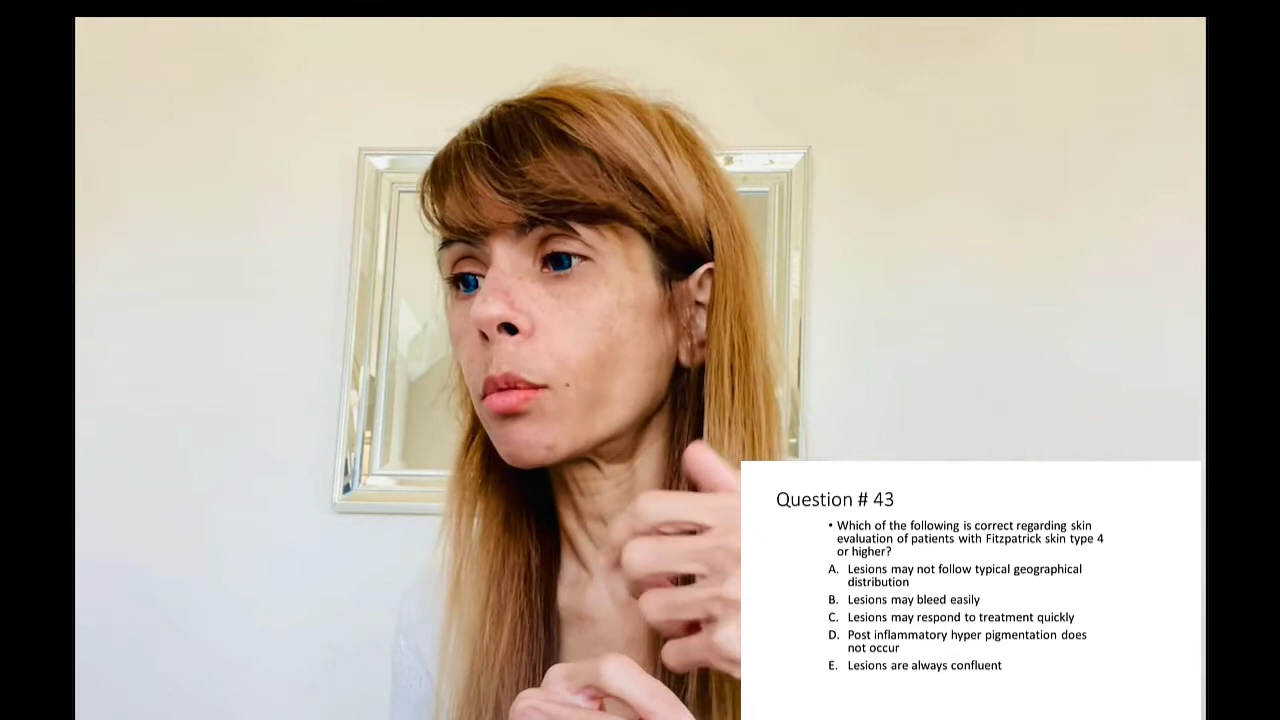 Question # 43
• Which of the following is correct regarding skin
evaluation of patients with Fitzpatrick skin type 4
or higher?
A. Lesions may not follow typical geographical
distribution
B. Lesions may bleed easily
C. Lesions may respond to treatment quickly
D. Post inflammatory hyper pigmentation does
not occur
E. Lesions are always confluent